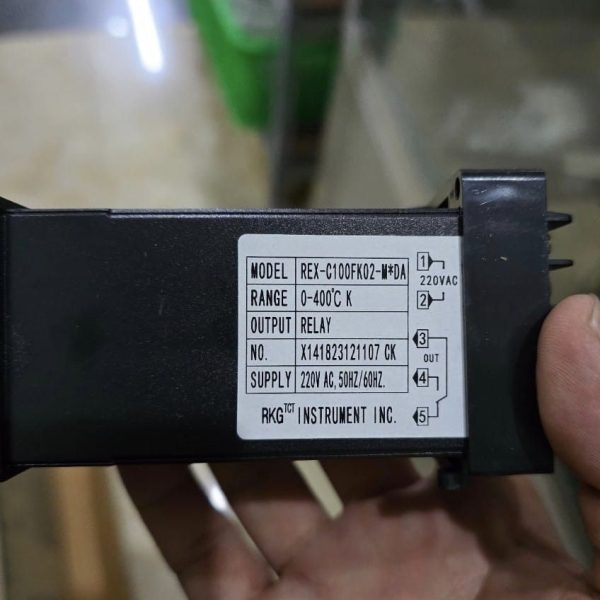 MODEL REX-C100FK02-M*DA
RANGE 0-400℃ K
OUTPUT RELAY
NO. X141823121107 CK
SUPPLY 220V AC, 50HZ/60HZ.
RKG TCT INSTRUMENT INC.
1
220VAC
2
3
OUT
4
5